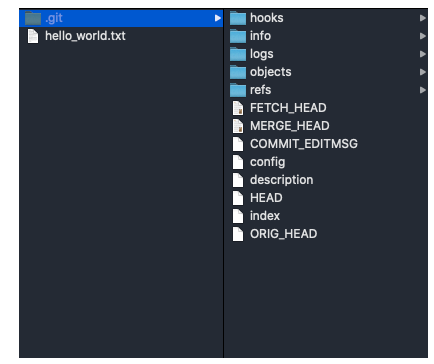 .git
hello_world.txt
hooks
info
logs
objects
refs
FETCH_HEAD
MERGE_HEAD
COMMIT_EDITMSG
config
description
HEAD
index
ORIG_HEAD